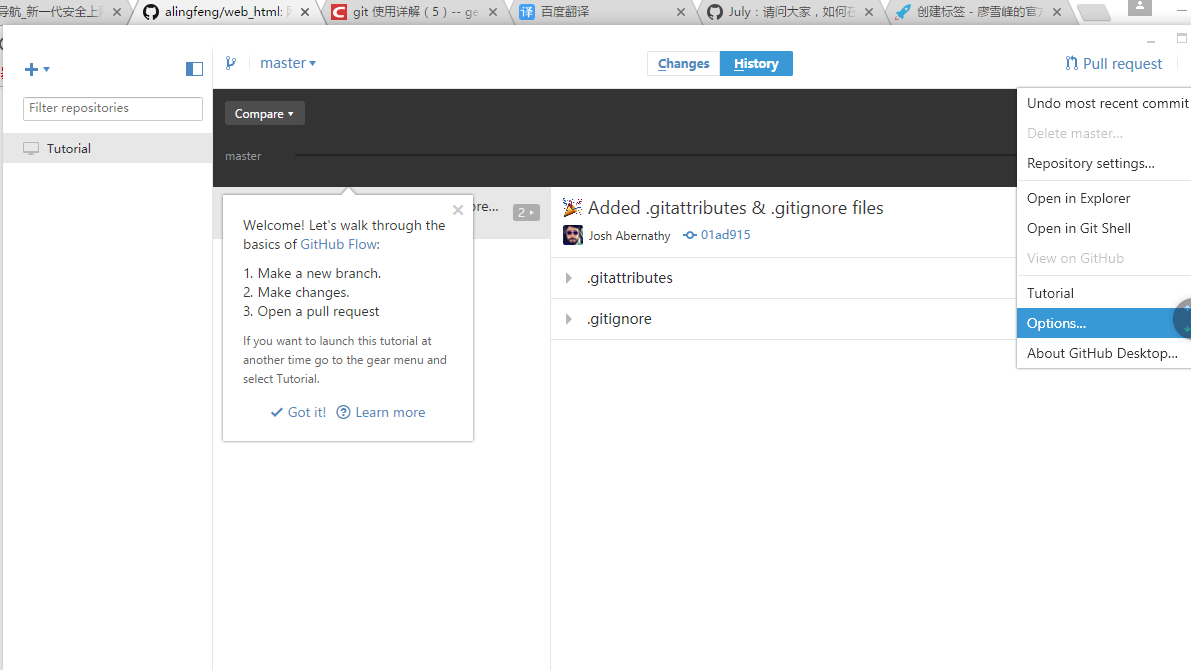 导航_新一代安全上
alingfeng/web_html:
git 使用详解（5）-- ge
译 百度翻译
July：请问大家，如何在
创建标签 - 廖雪峰的官方
master
Changes
History
Pull request
Filter repositories
Tutorial
Compare
master
ore...
2
Welcome! Let's walk through the
basics of GitHub Flow:
1. Make a new branch.
2. Make changes.
3. Open a pull request
If you want to launch this tutorial at
another time go to the gear menu and
select Tutorial.
Got it!
Learn more
Added .gitattributes & .gitignore files
Josh Abernathy
01ad915
.gitattributes
.gitignore
Undo most recent commit
Delete master...
Repository settings...
Open in Explorer
Open in Git Shell
View on GitHub
Tutorial
Options...
About GitHub Desktop...